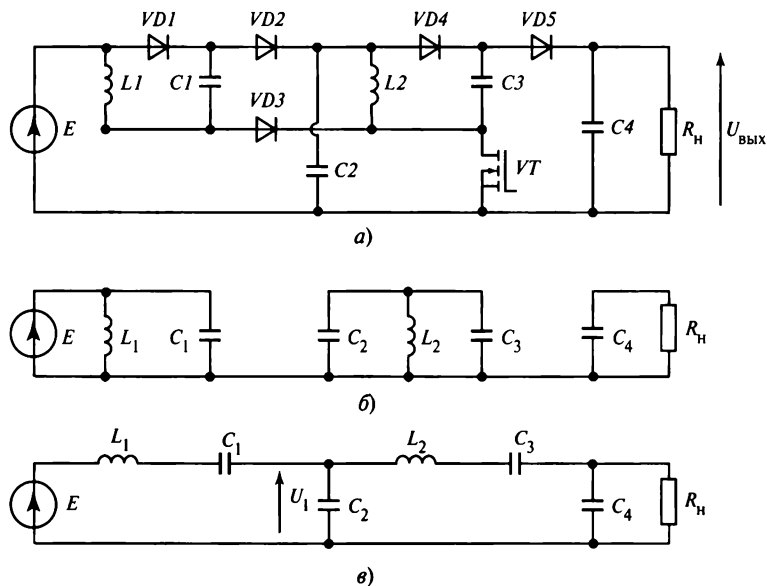 VD1 VD2 VD4 VD5
L1 C1 L2 C3
E VD3 C4 Rн Uвых
C2 VT
а)
E L₁ C₁ C₂ L₂ C₃ C₄ Rн
б)
L₁ C₁ L₂ C₃
E U₁ C₂ C₄ Rн
в)